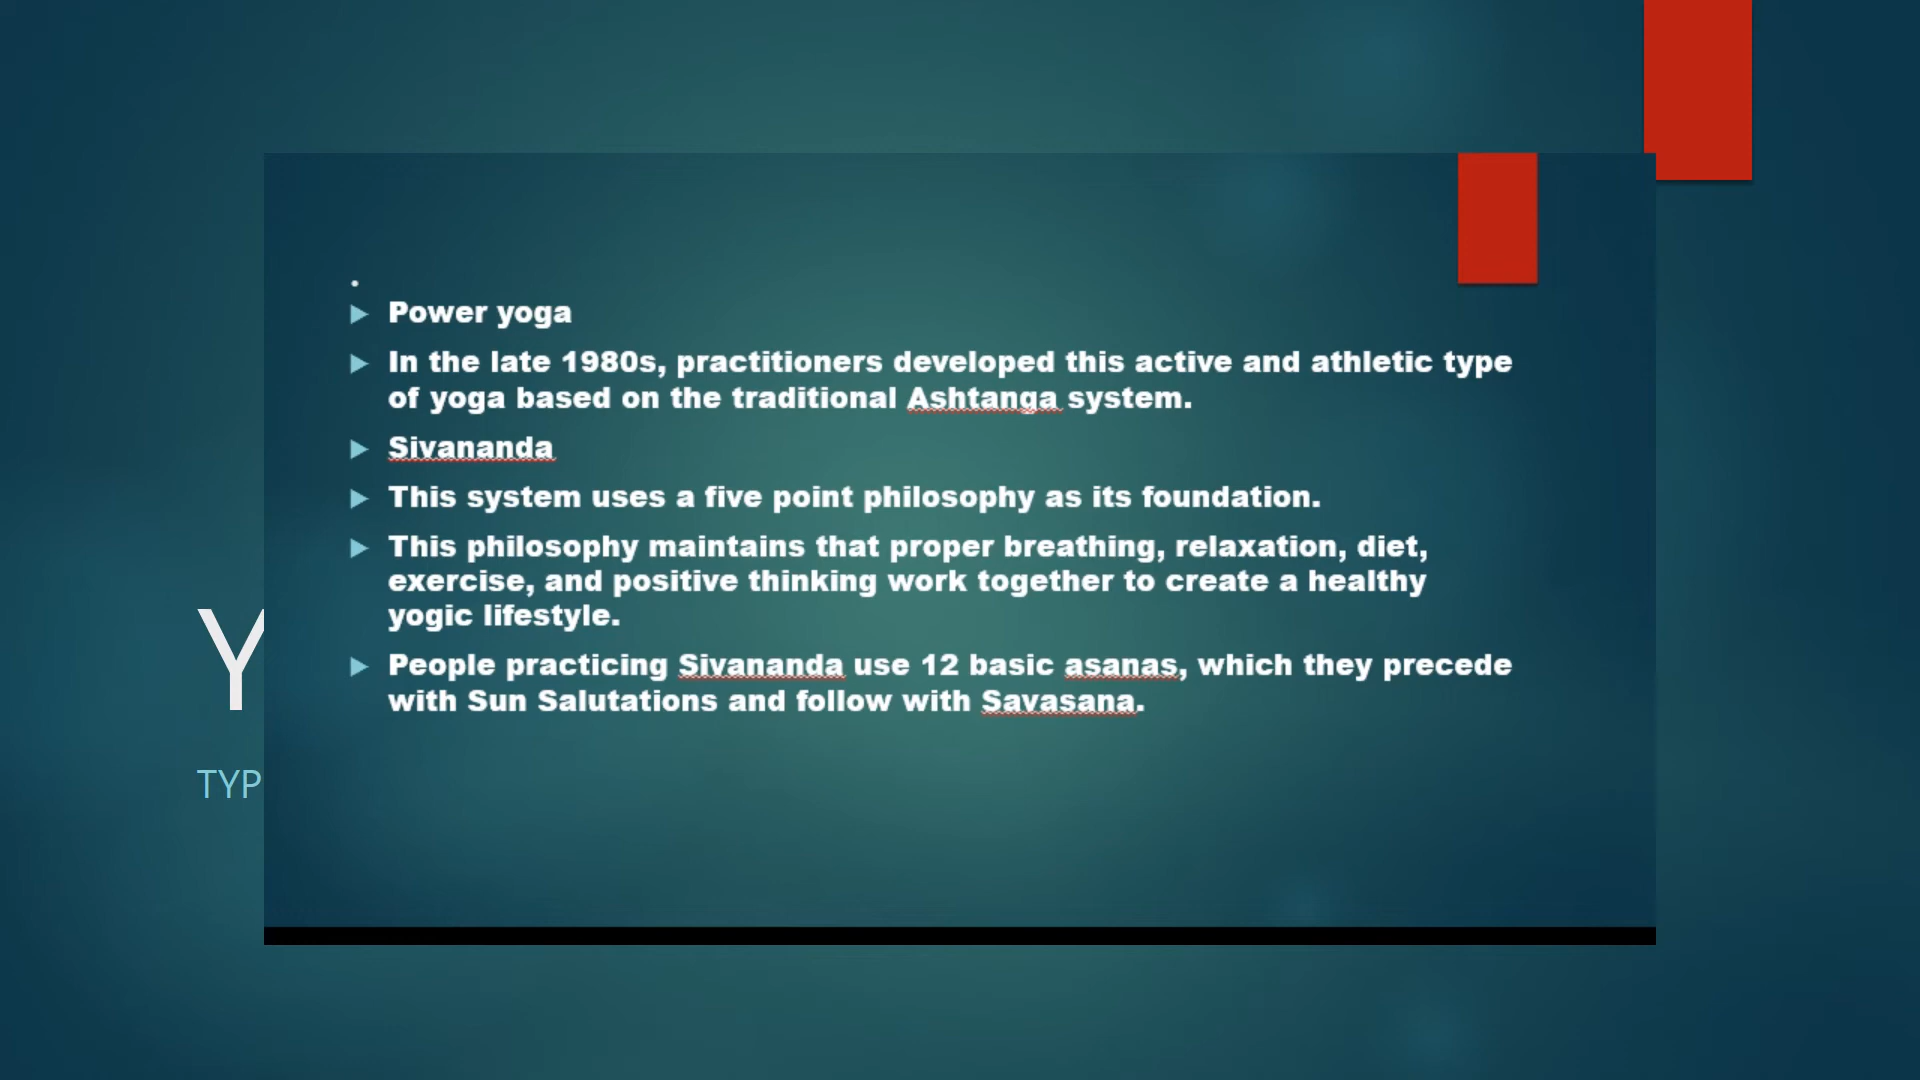 Power yoga
In the late 1980s, practitioners developed this active and athletic type
of yoga based on the traditional Ashtanga system.
Sivananda
This system uses a five point philosophy as its foundation.
This philosophy maintains that proper breathing, relaxation, diet,
exercise, and positive thinking work together to create a healthy
yogic lifestyle.
People practicing Sivananda use 12 basic asanas, which they precede
with Sun Salutations and follow with Savasana.
Y
TYP